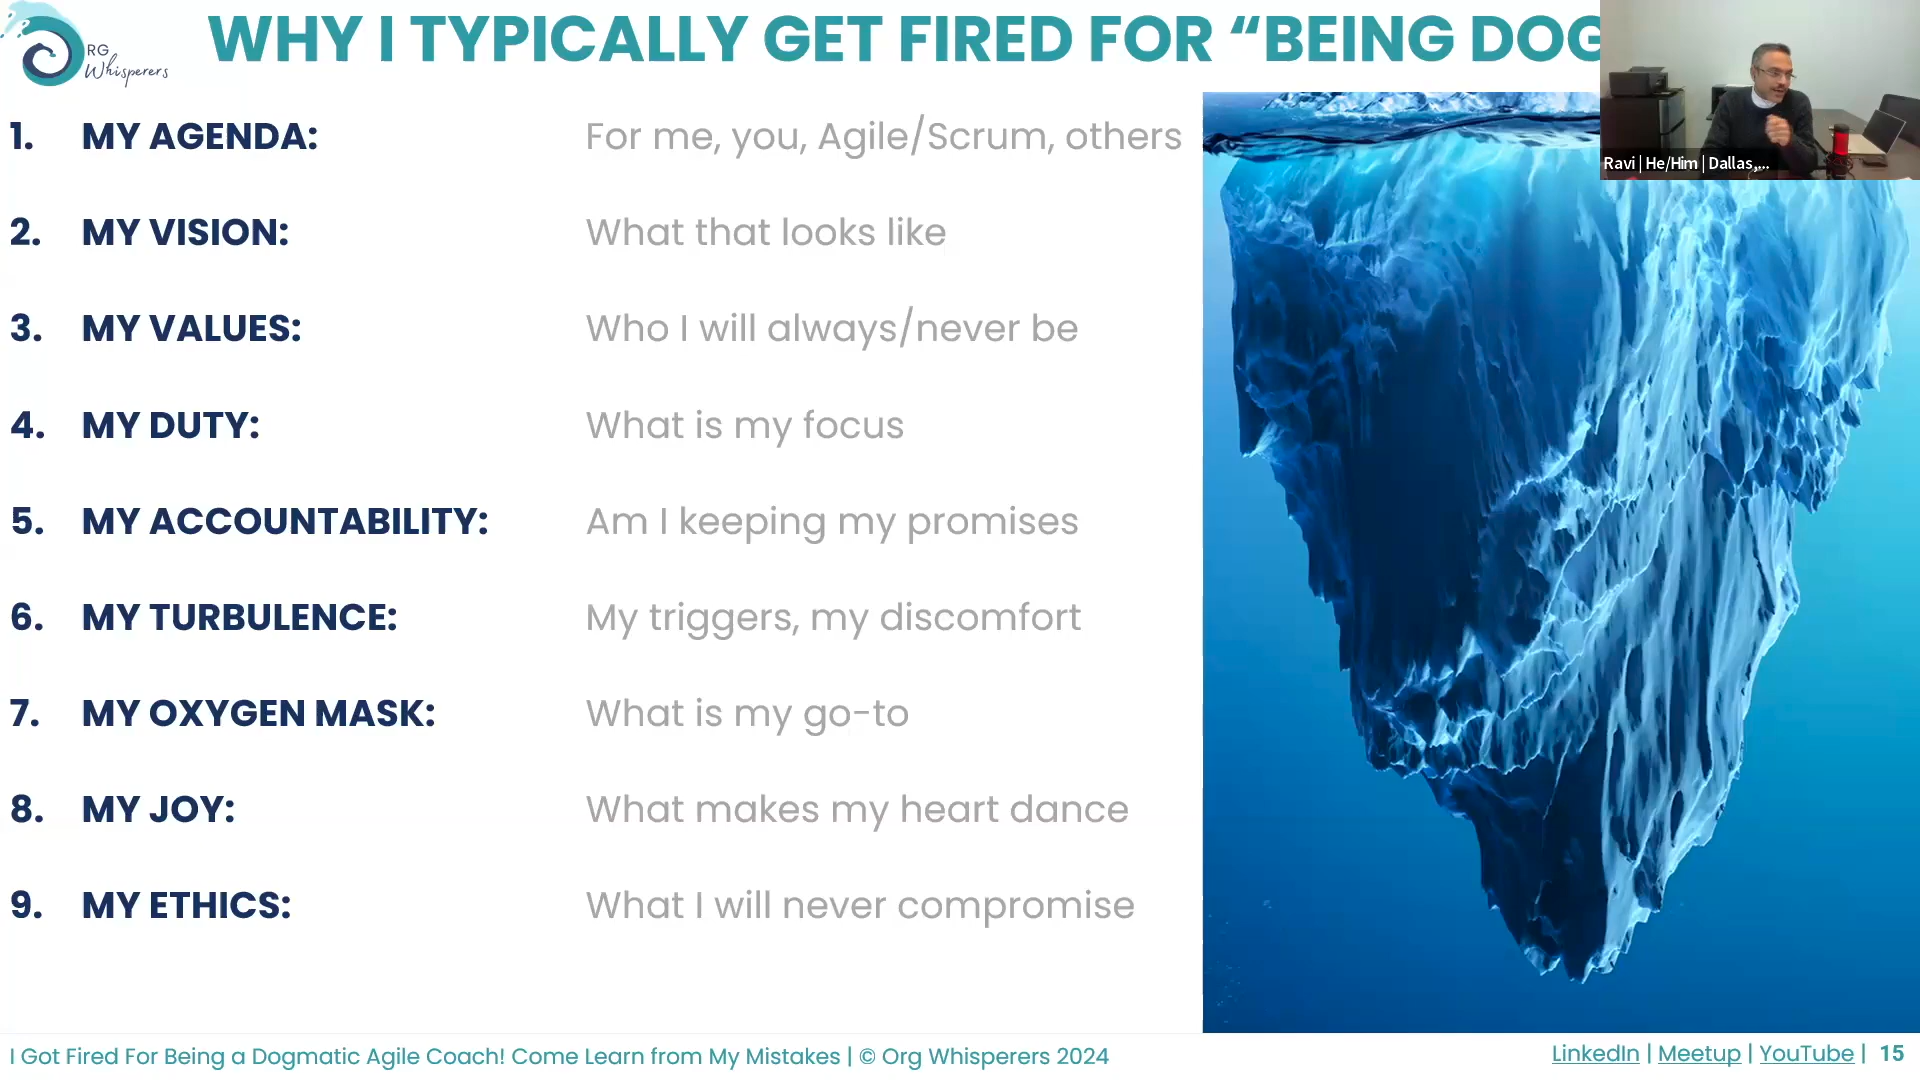 RG
Whisperers
WHY I TYPICALLY GET FIRED FOR “BEING DOG
Ravi | He/Him | Dallas,...
1. MY AGENDA: For me, you, Agile/Scrum, others
2. MY VISION: What that looks like
3. MY VALUES: Who I will always/never be
4. MY DUTY: What is my focus
5. MY ACCOUNTABILITY: Am I keeping my promises
6. MY TURBULENCE: My triggers, my discomfort
7. MY OXYGEN MASK: What is my go-to
8. MY JOY: What makes my heart dance
9. MY ETHICS: What I will never compromise
I Got Fired For Being a Dogmatic Agile Coach! Come Learn from My Mistakes | © Org Whisperers 2024
LinkedIn | Meetup | YouTube | 15